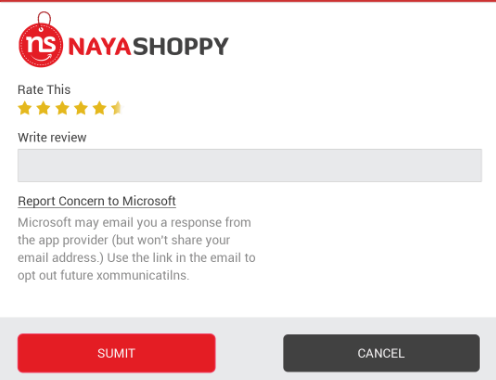 ns NAYASHOPPY
Rate This
Write review
Report Concern to Microsoft
Microsoft may email you a response from
the app provider (but won't share your
email address.) Use the link in the email to
opt out future xommunicatilns.
SUMIT
CANCEL